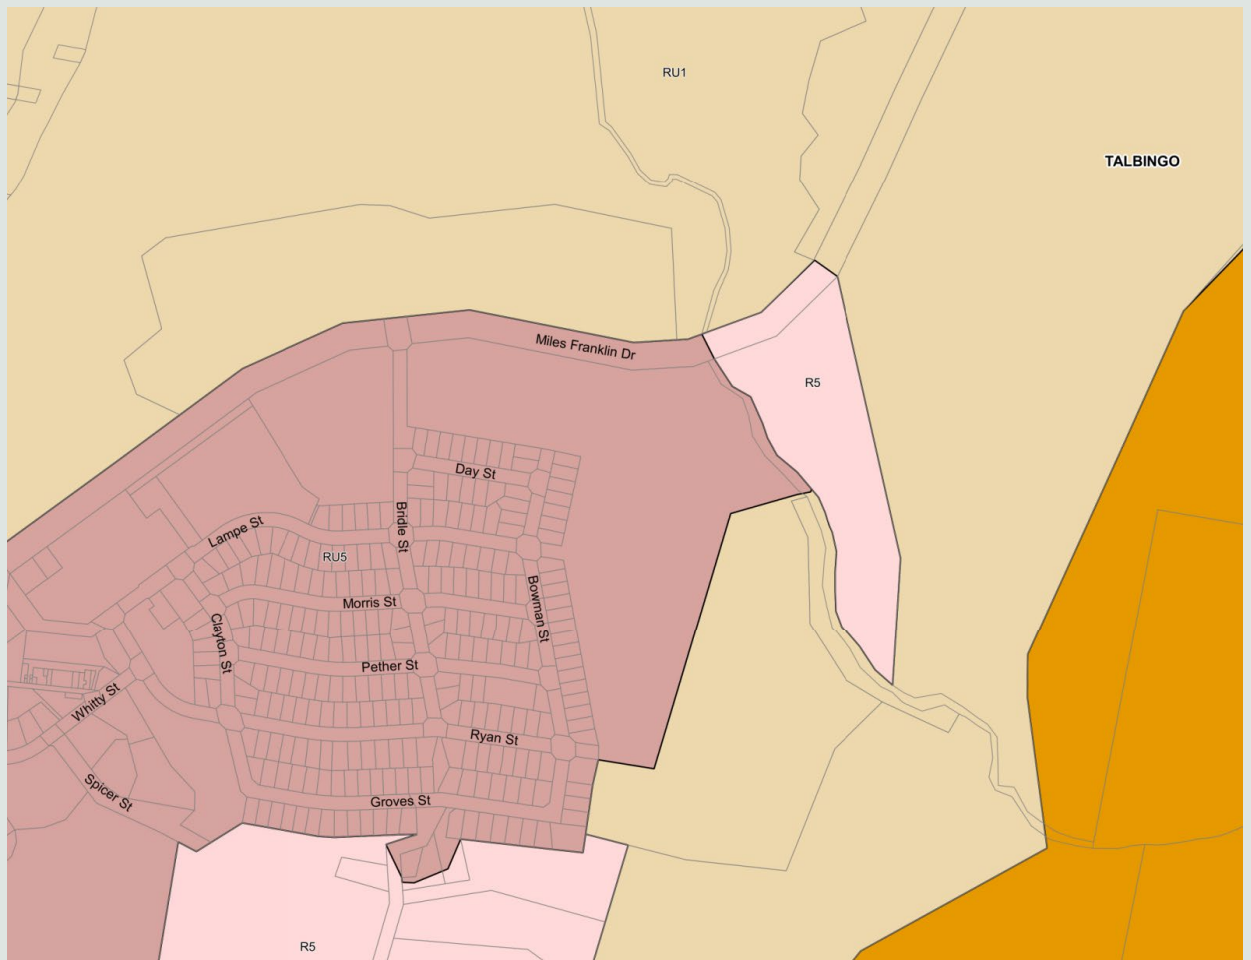 RU1
TALBINGO
Miles Franklin Dr
R5
Day St
Bridle St
Lampe St
RU5
Morris St
Bowman St
Clayton St
Pether St
Whitty St
Ryan St
Spicer St
Groves St
R5